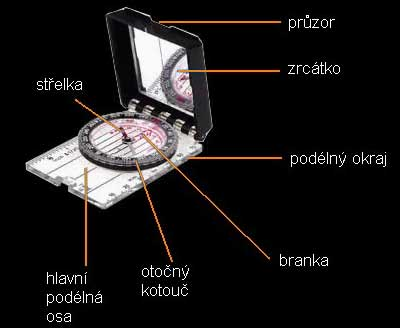 průzor
zrcátko
střelka
podélný okraj
branka
otočný
kotouč
hlavní
podélná
osa